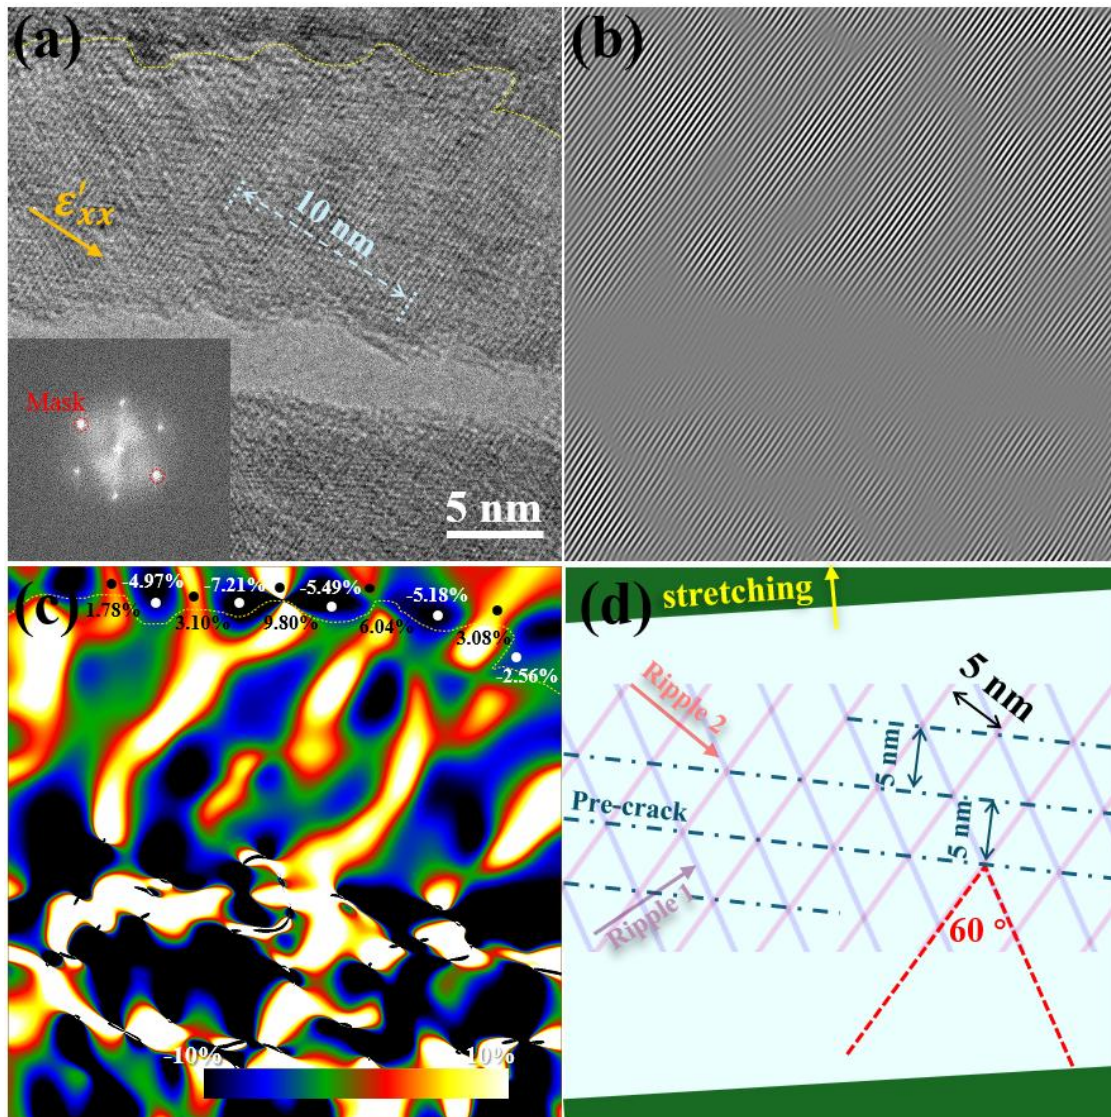 (a)
ε'xx
10 nm
Mask
5 nm
(b)
(c)
-4.97%
-7.21%
-5.49%
-5.18%
1.78%
3.10%
9.80%
6.04%
3.08%
-2.56%
-10%
10%
(d)
stretching
Ripple 2
5 nm
5 nm
Pre-crack
5 nm
Ripple 1
60 °